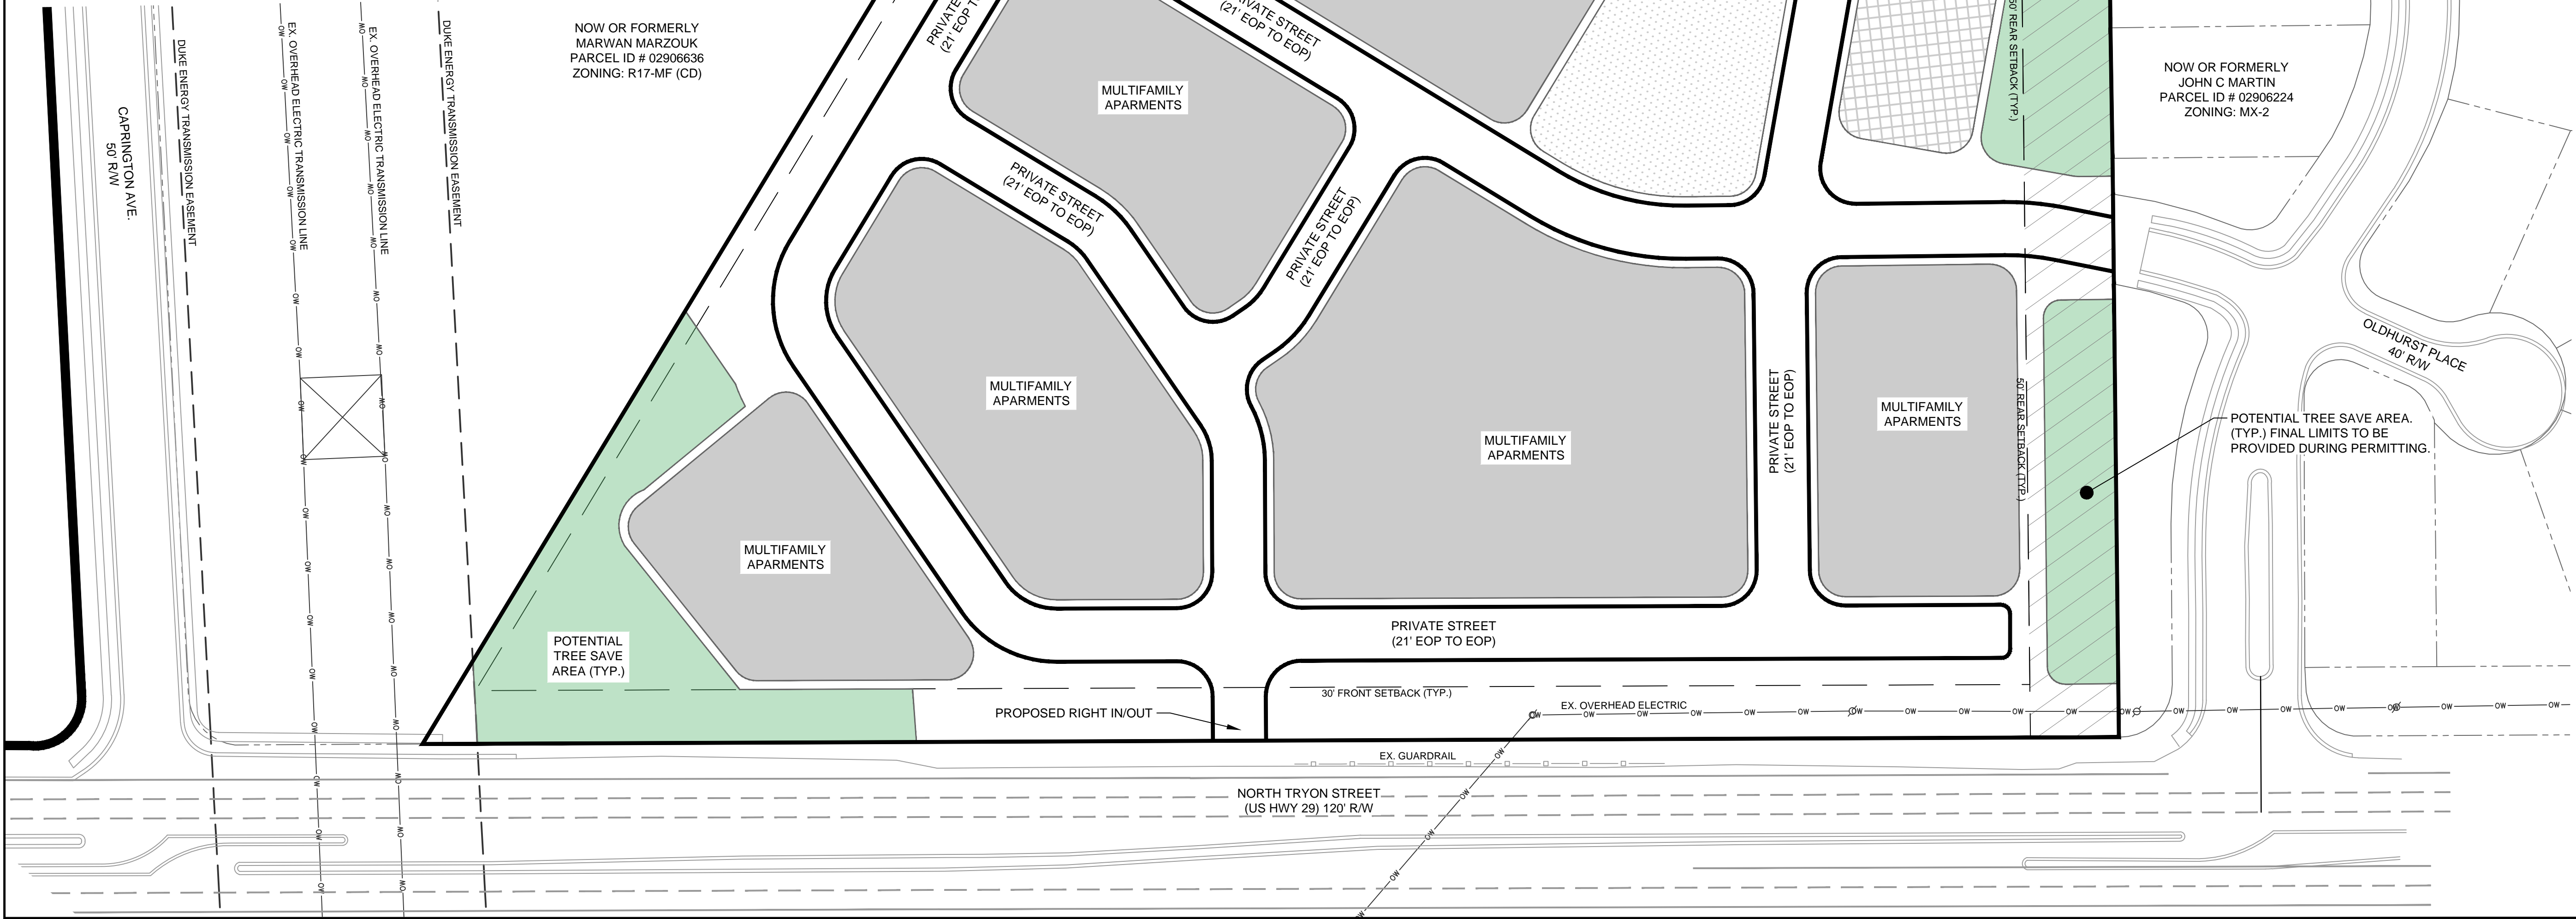 NOW OR FORMERLY
MARWAN MARZOUK
PARCEL ID # 02906636
ZONING: R17-MF (CD)
CAPRINGTON AVE.
50' R/W
DUKE ENERGY TRANSMISSION EASEMENT
EX. OVERHEAD ELECTRIC TRANSMISSION LINE
EX. OVERHEAD ELECTRIC TRANSMISSION LINE
DUKE ENERGY TRANSMISSION EASEMENT
PRIVATE
(21' EOP
PRIVATE STREET
(21' EOP TO EOP)
MULTIFAMILY
APARMENTS
PRIVATE STREET
(21' EOP TO EOP)
PRIVATE STREET
(21' EOP TO EOP)
50' REAR SETBACK (TYP.)
NOW OR FORMERLY
JOHN C MARTIN
PARCEL ID # 02906224
ZONING: MX-2
MULTIFAMILY
APARMENTS
MULTIFAMILY
APARMENTS
PRIVATE STREET
(21' EOP TO EOP)
MULTIFAMILY
APARMENTS
50' REAR SETBACK (TYP.)
OLDHURST PLACE
40' R/W
POTENTIAL TREE SAVE AREA.
(TYP.) FINAL LIMITS TO BE
PROVIDED DURING PERMITTING.
MULTIFAMILY
APARMENTS
POTENTIAL
TREE SAVE
AREA (TYP.)
PRIVATE STREET
(21' EOP TO EOP)
30' FRONT SETBACK (TYP.)
PROPOSED RIGHT IN/OUT
EX. OVERHEAD ELECTRIC
OW
EX. GUARDRAIL
NORTH TRYON STREET
(US HWY 29) 120' R/W